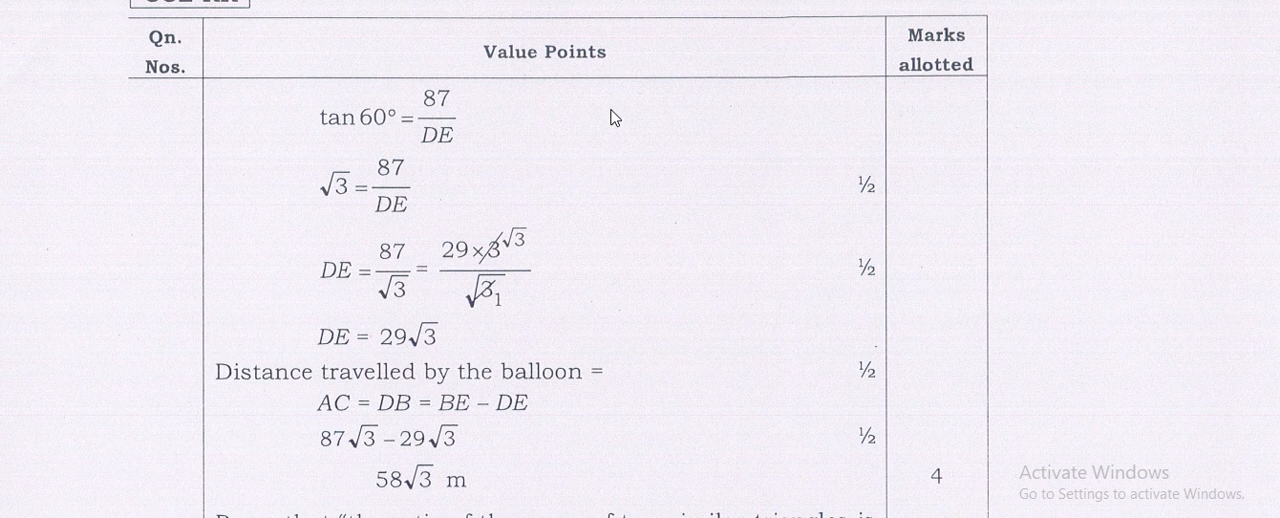 Qn. Nos.
Value Points
Marks allotted
tan 60° = 87/DE
√3 = 87/DE ½
DE = 87/√3 = 29×3√3/√3 1 ½
DE = 29√3
Distance travelled by the balloon = ½
AC = DB = BE – DE
87√3 – 29√3 ½
58√3 m 4
Activate Windows
Go to Settings to activate Windows.